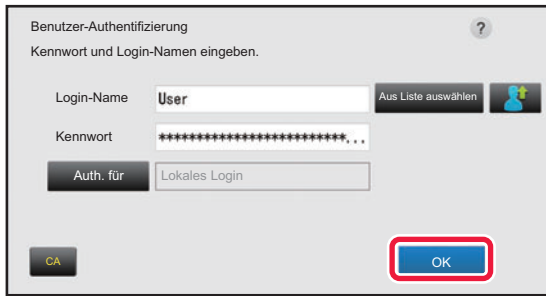 Benutzer-Authentifizierung ?
Kennwort und Login-Namen eingeben.
Login-Name User Aus Liste auswählen
Kennwort **************************...
Auth. für Lokales Login
CA OK